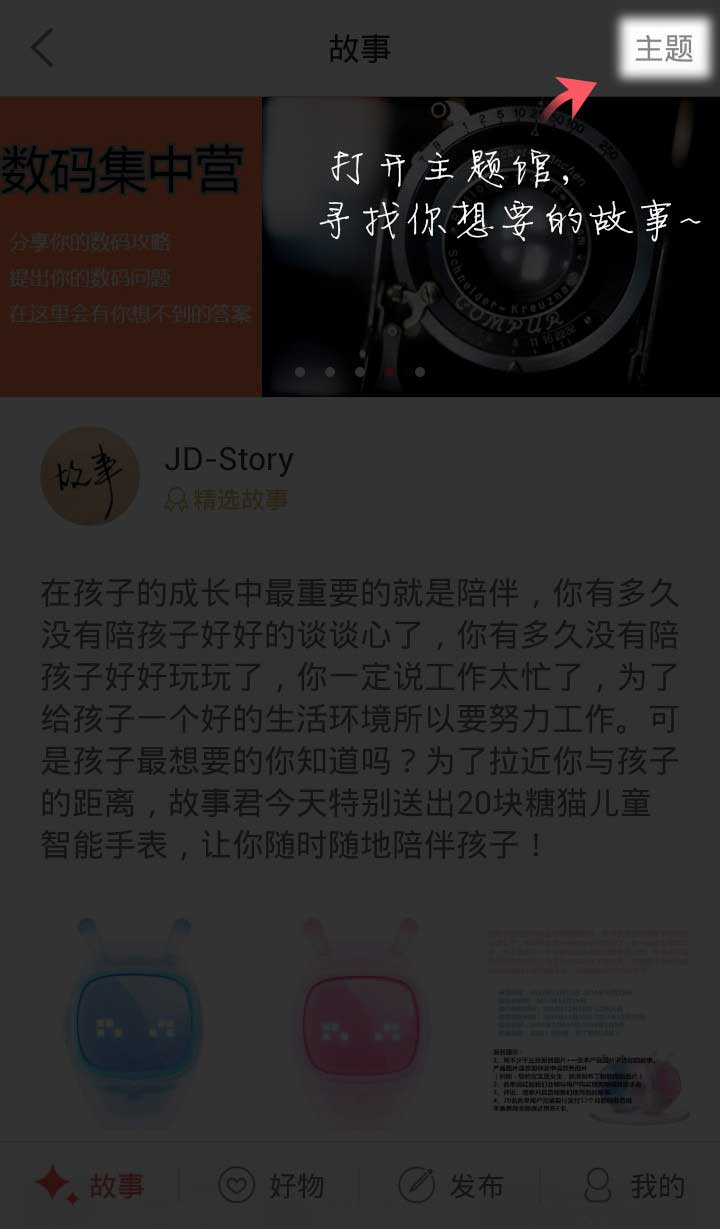 故事
主题
数码集中营
分享你的数码攻略
提出你的数码问题
在这里会有你想不到的答案
打开主题馆,
寻找你想要的故事~
Schneider-Kreuzna
COMPUR
故事
JD-Story
精选故事
在孩子的成长中最重要的就是陪伴，你有多久
没有陪孩子好好的谈谈心了，你有多久没有陪
孩子好好玩玩了，你一定说工作太忙了，为了
给孩子一个好的生活环境所以要努力工作。可
是孩子最想要的你知道吗？为了拉近你与孩子
的距离，故事君今天特别送出20块糖猫儿童
智能手表，让你随时随地陪伴孩子！
故事
好物
发布
我的